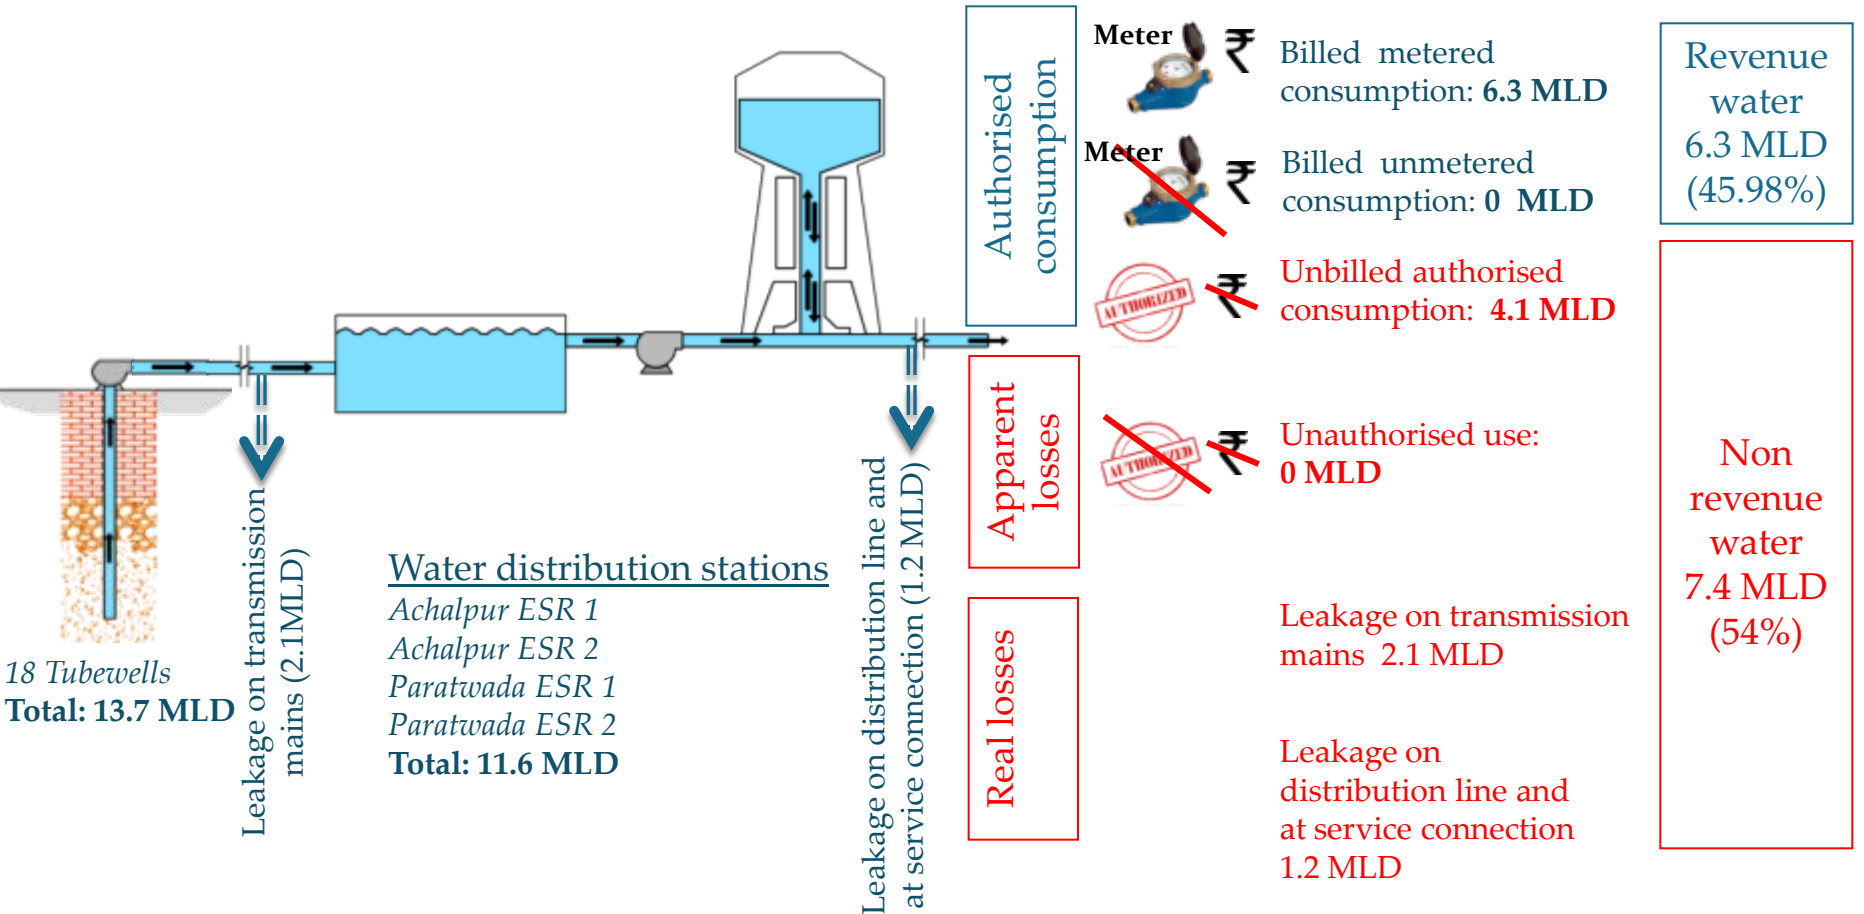 Authorised
consumption
Meter
₹
Billed metered
consumption: 6.3 MLD
Meter
₹
Billed unmetered
consumption: 0 MLD
AUTHORIZED
₹
Unbilled authorised
consumption: 4.1 MLD
Revenue
water
6.3 MLD
(45.98%)
Apparent
losses
AUTHORIZED
₹
Unauthorised use:
0 MLD
Non
revenue
water
7.4 MLD
(54%)
Real losses
Leakage on transmission
mains 2.1 MLD
Leakage on
distribution line and
at service connection
1.2 MLD
18 Tubewells
Total: 13.7 MLD
Leakage on transmission
mains (2.1MLD)
Water distribution stations
Achalpur ESR 1
Achalpur ESR 2
Paratwada ESR 1
Paratwada ESR 2
Total: 11.6 MLD
Leakage on distribution line and
at service connection (1.2 MLD)